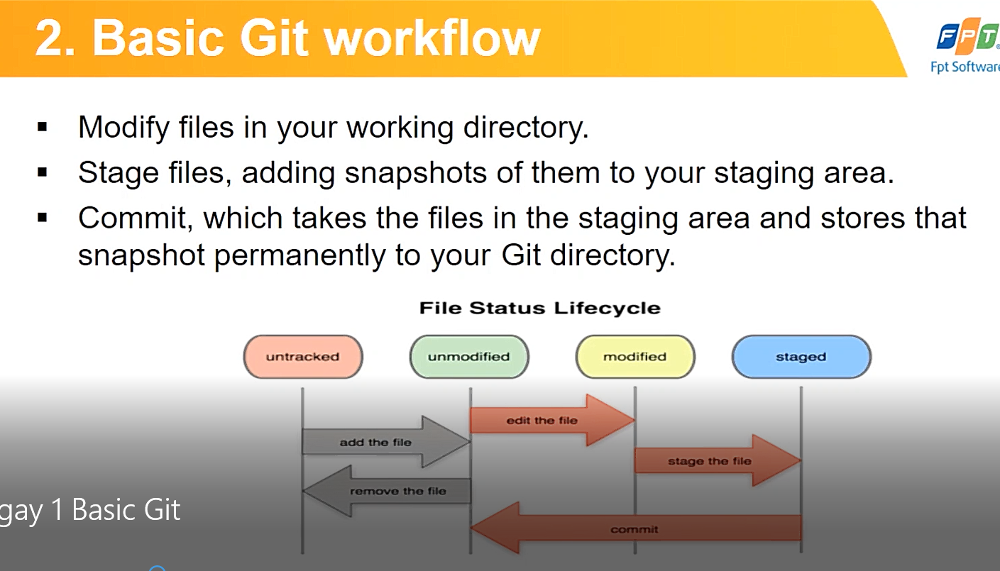 2. Basic Git workflow
FPT
Fpt Software
▪ Modify files in your working directory.
▪ Stage files, adding snapshots of them to your staging area.
▪ Commit, which takes the files in the staging area and stores that
snapshot permanently to your Git directory.
File Status Lifecycle
untracked
unmodified
modified
staged
edit the file
add the file
stage the file
remove the file
gay 1 Basic Git
commit